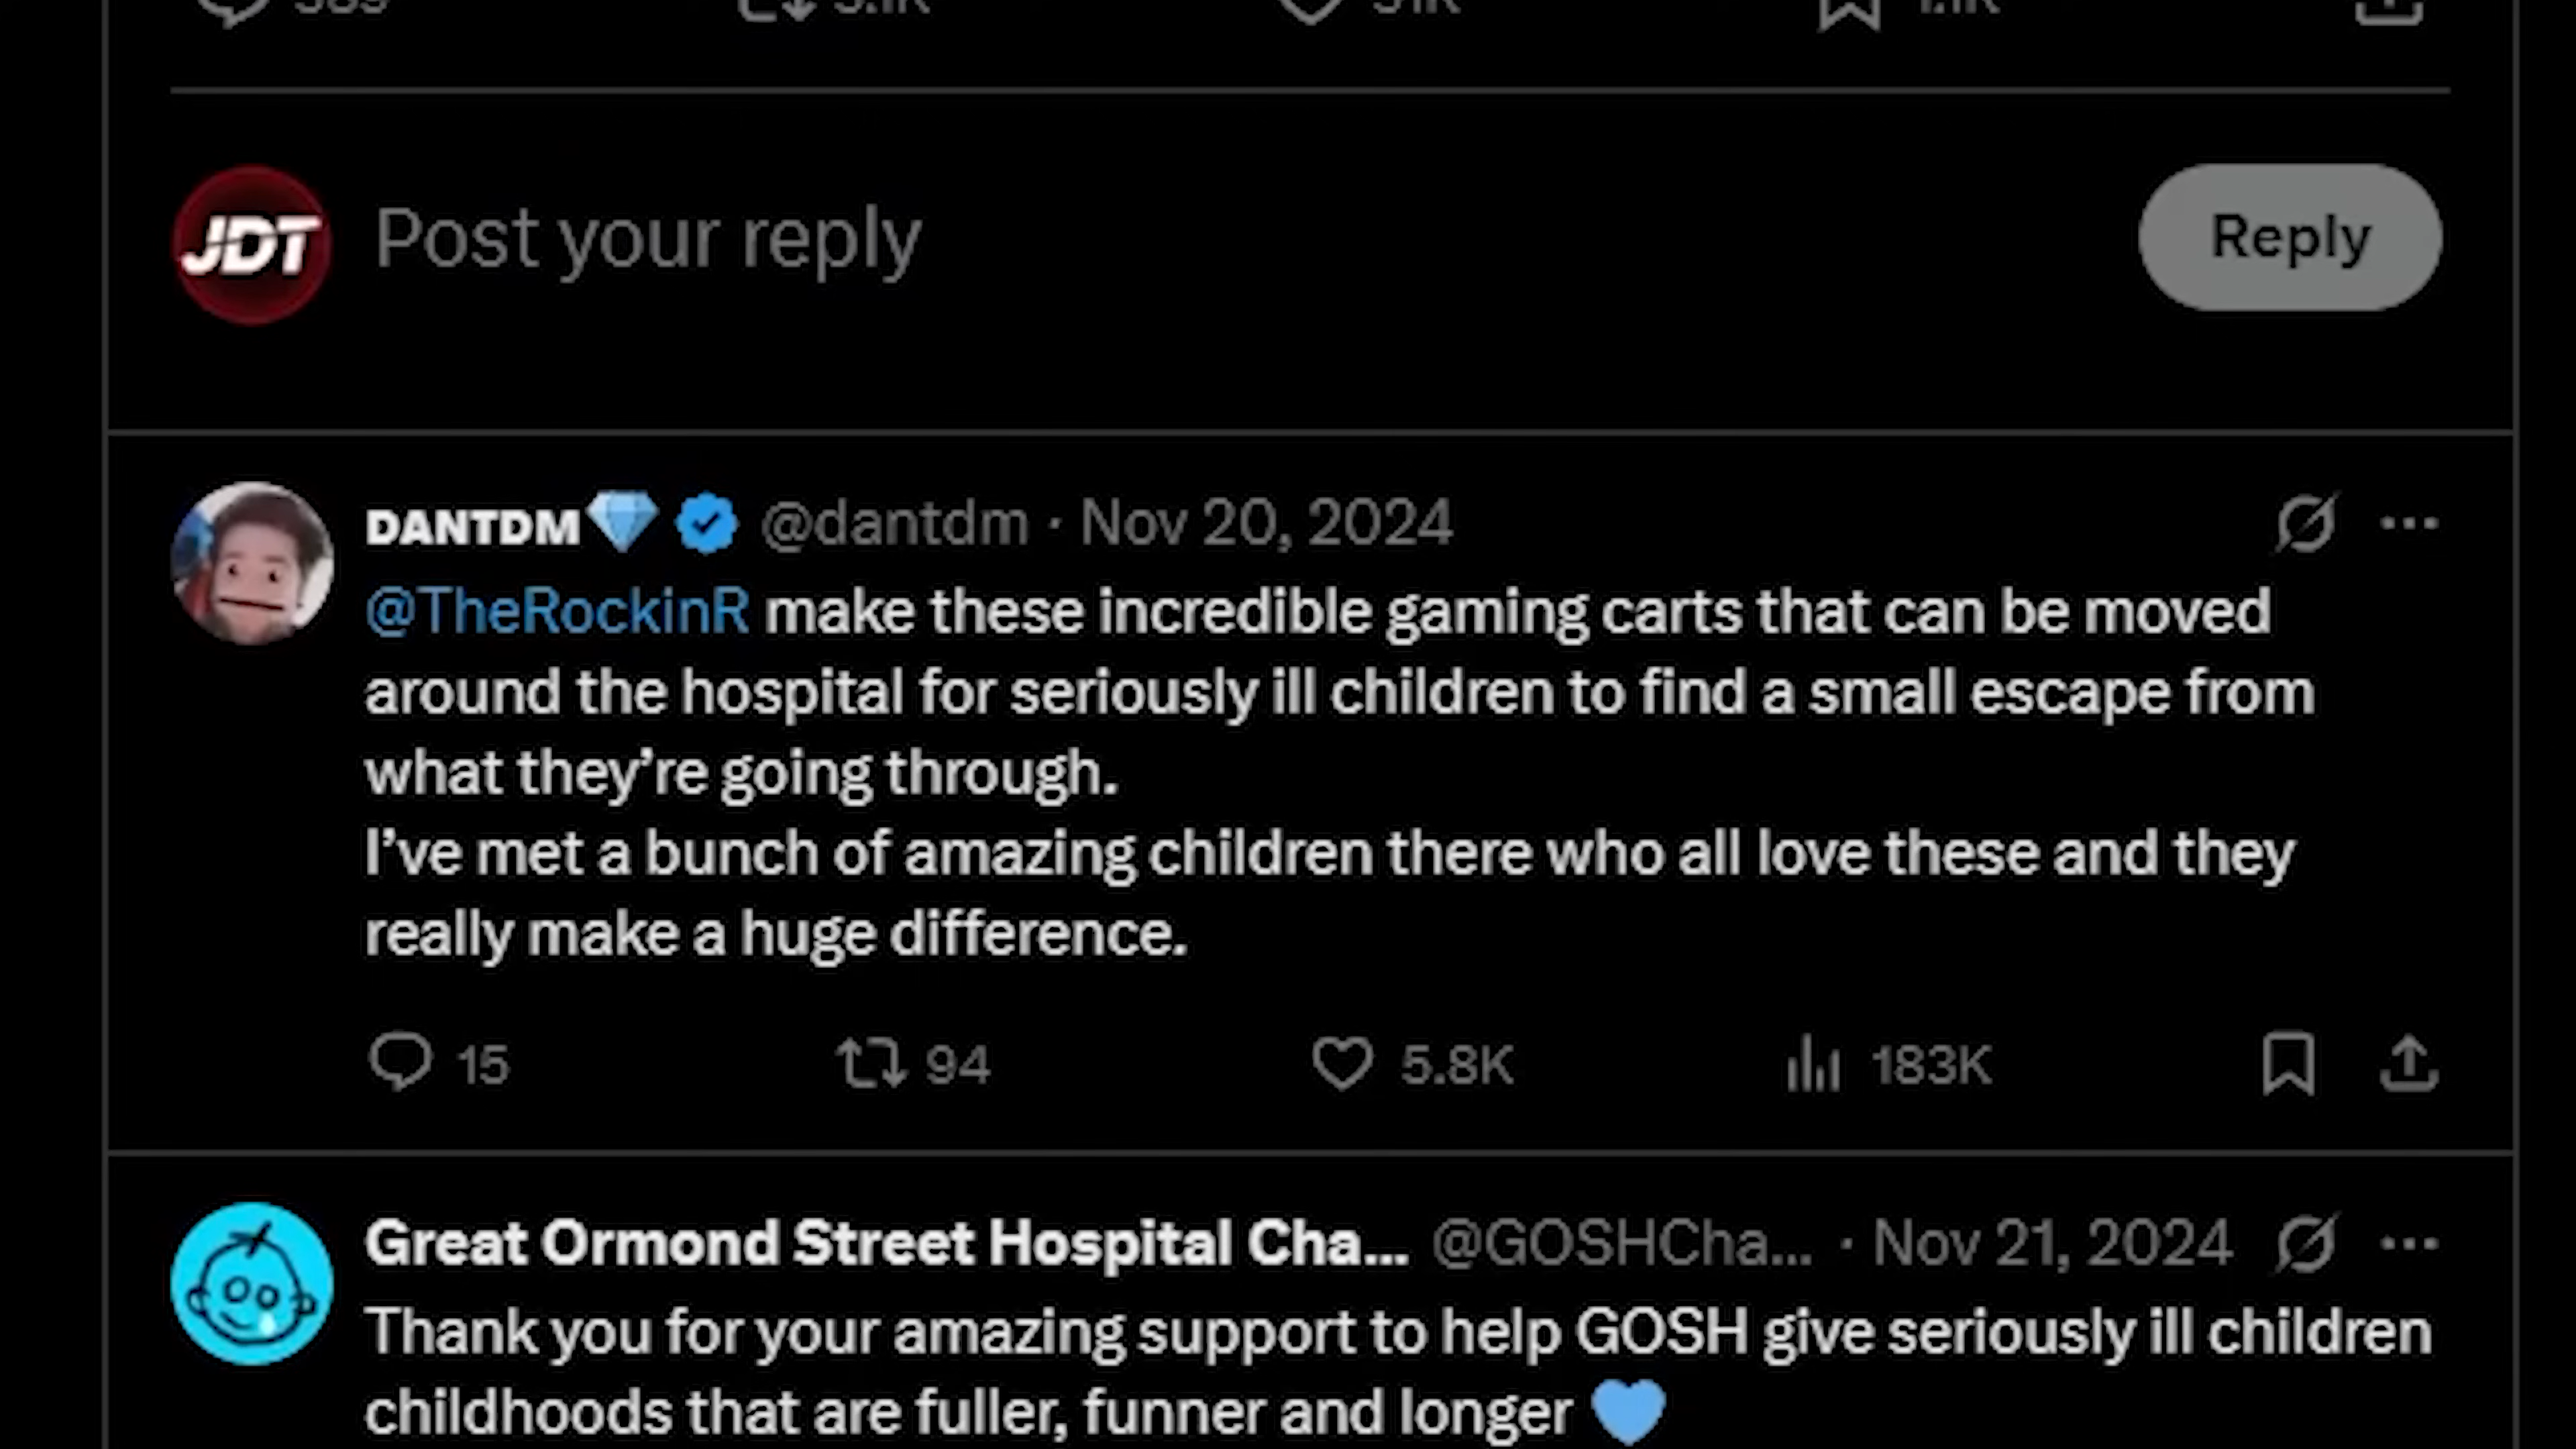 JDT Post your reply Reply
DANTDM💎 @dantdm · Nov 20, 2024
@TheRockinR make these incredible gaming carts that can be moved
around the hospital for seriously ill children to find a small escape from
what they’re going through.
I’ve met a bunch of amazing children there who all love these and they
really make a huge difference.
15 94 5.8K 183K
Great Ormond Street Hospital Cha... @GOSHCha... · Nov 21, 2024
Thank you for your amazing support to help GOSH give seriously ill children
childhoods that are fuller, funner and longer 💙